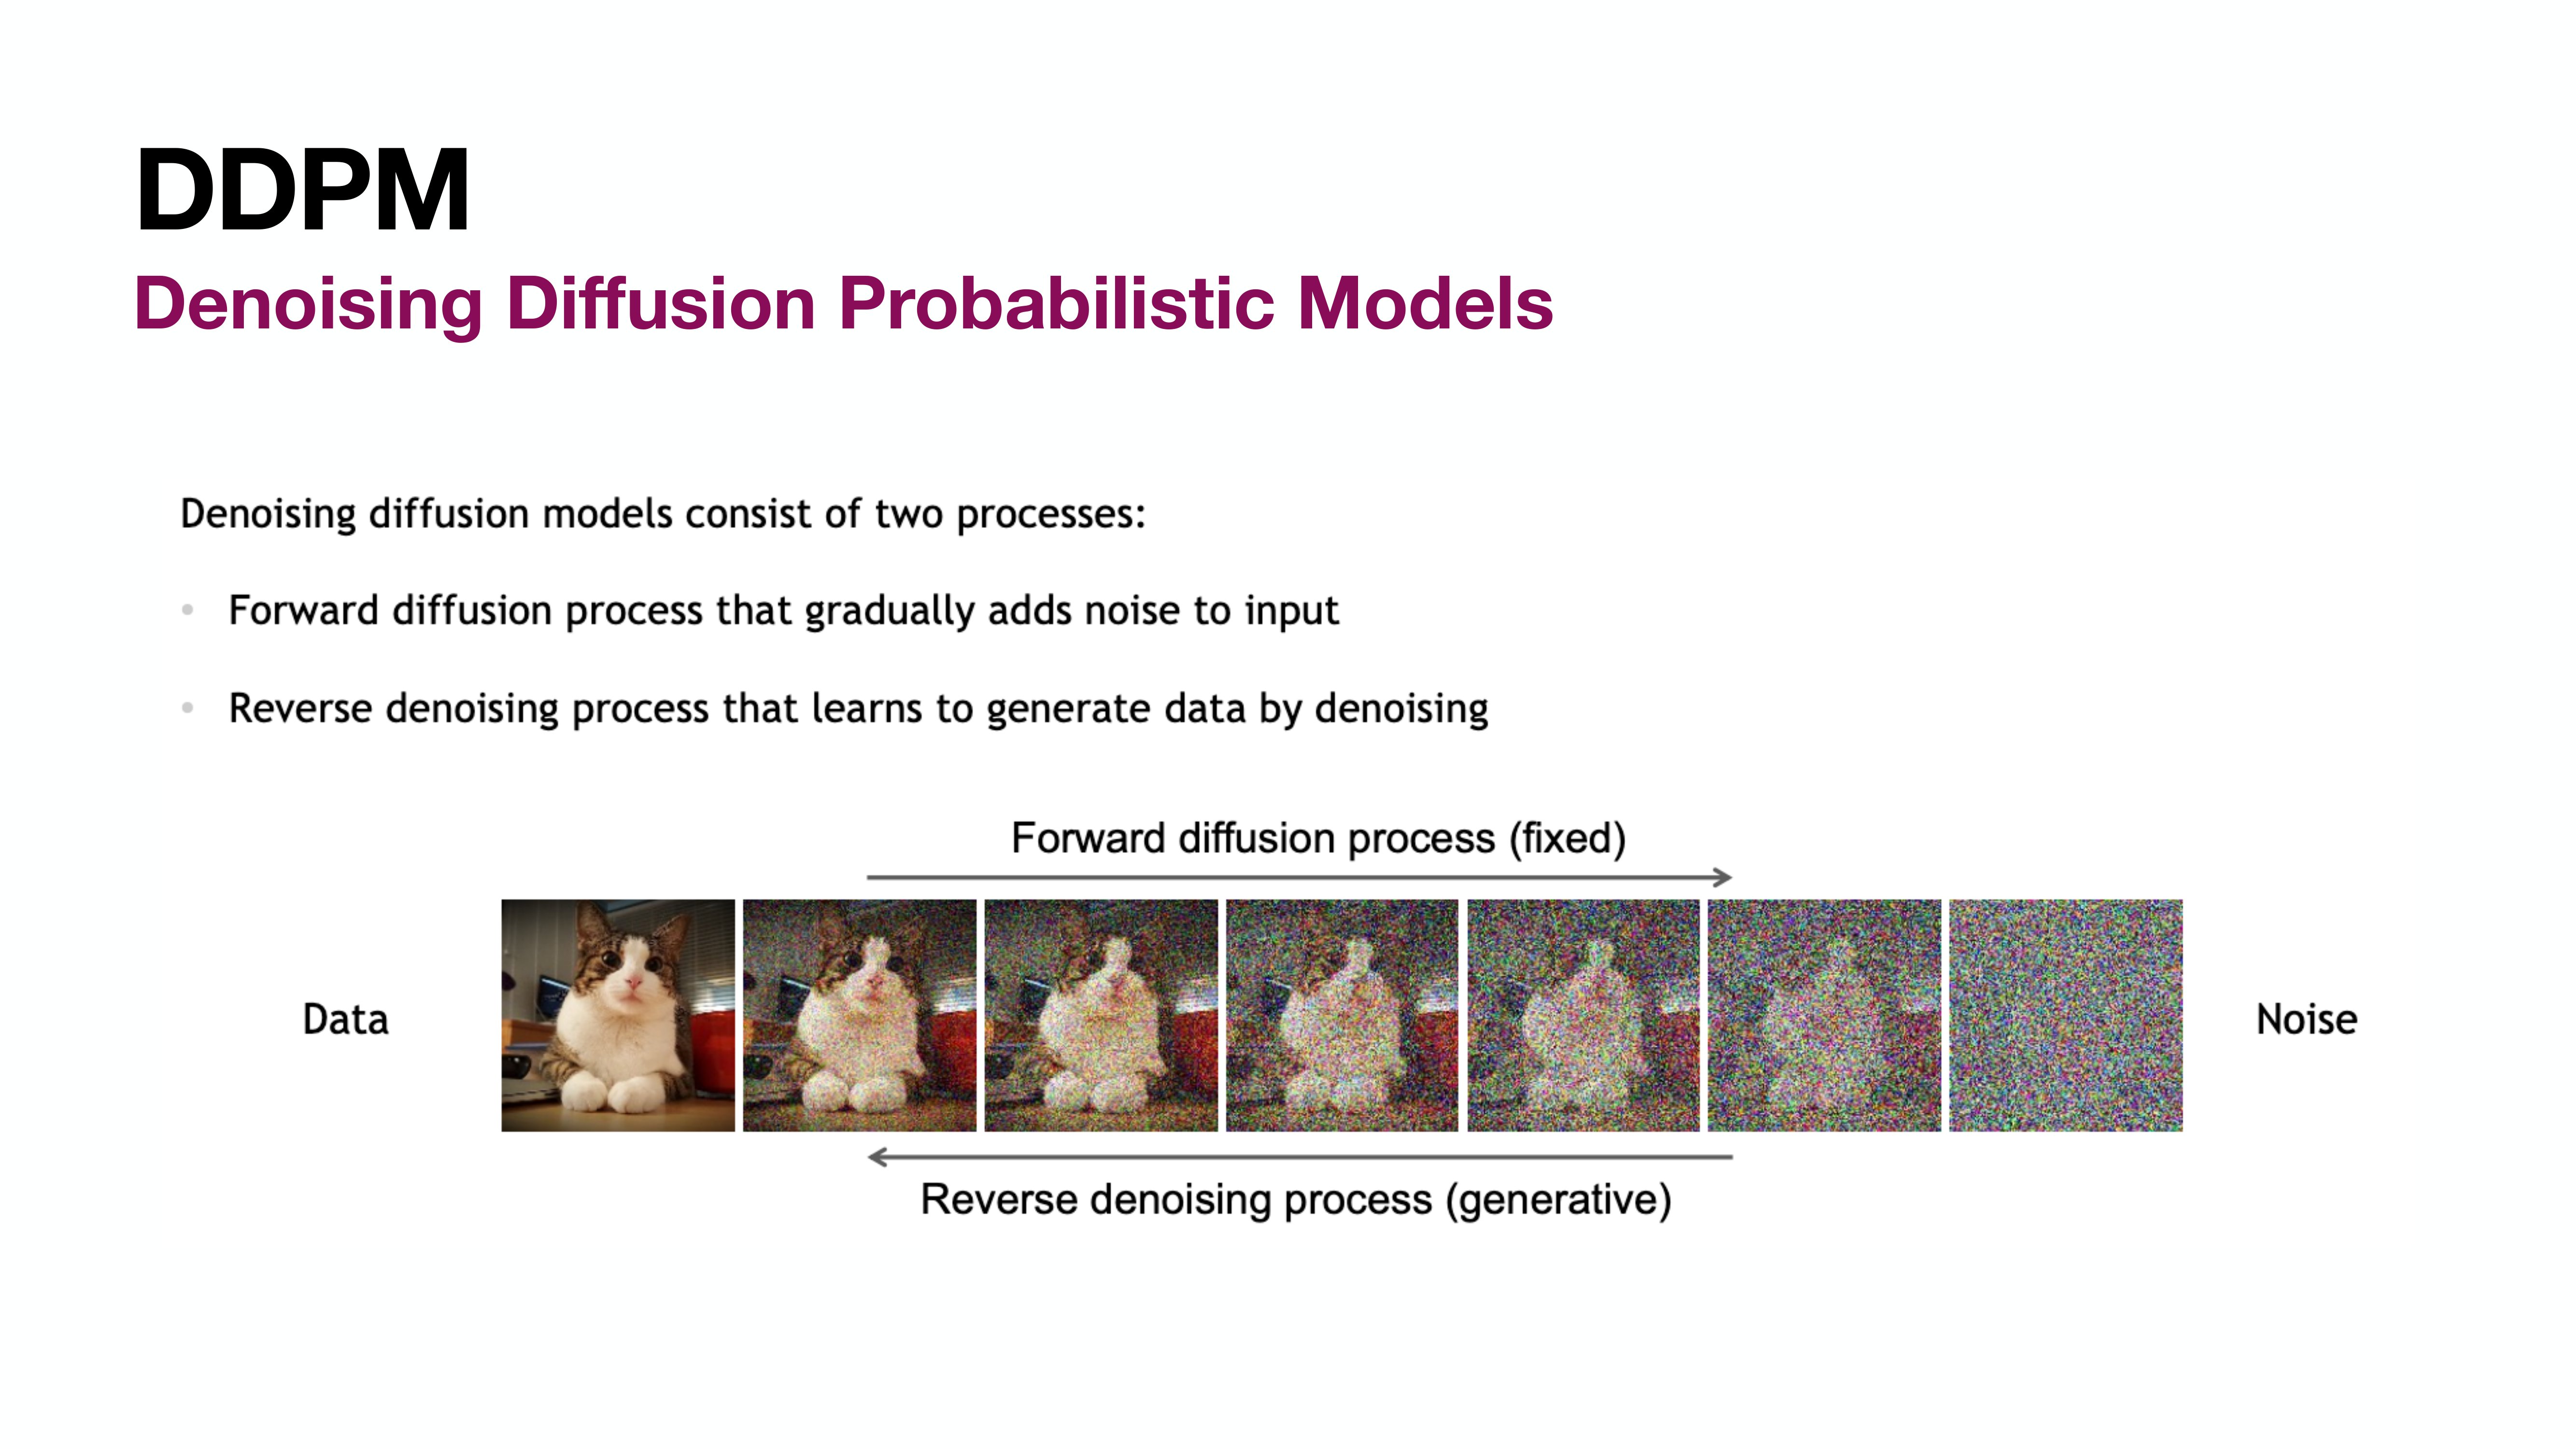 DDPM
Denoising Diffusion Probabilistic Models
Denoising diffusion models consist of two processes:
• Forward diffusion process that gradually adds noise to input
• Reverse denoising process that learns to generate data by denoising
Forward diffusion process (fixed)
Data
Noise
Reverse denoising process (generative)